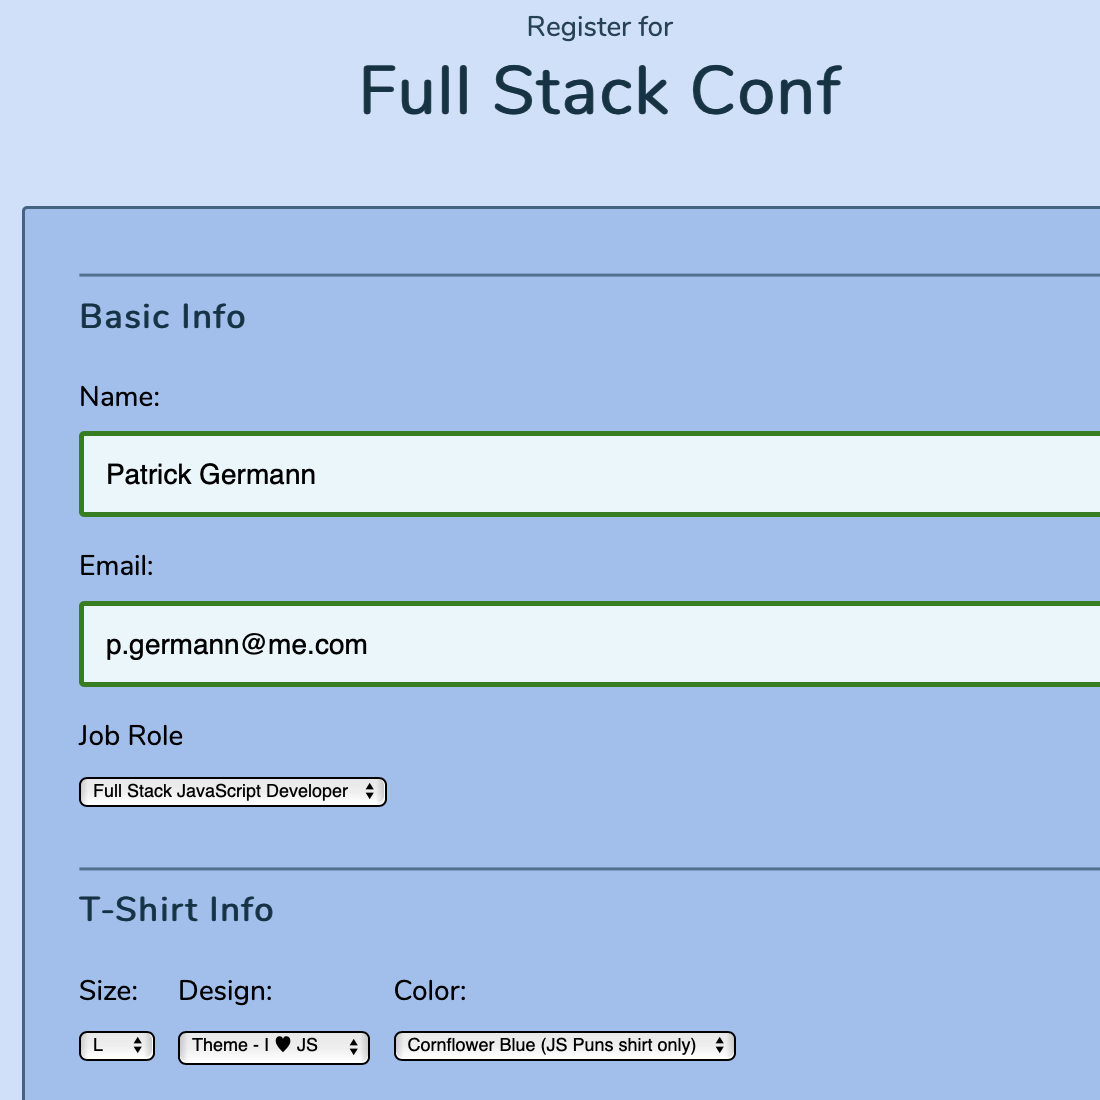 Register for
Full Stack Conf
Basic Info
Name:
Patrick Germann
Email:
p.germann@me.com
Job Role
Full Stack JavaScript Developer
T-Shirt Info
Size: Design: Color:
L Theme - I ♥ JS Cornflower Blue (JS Puns shirt only)